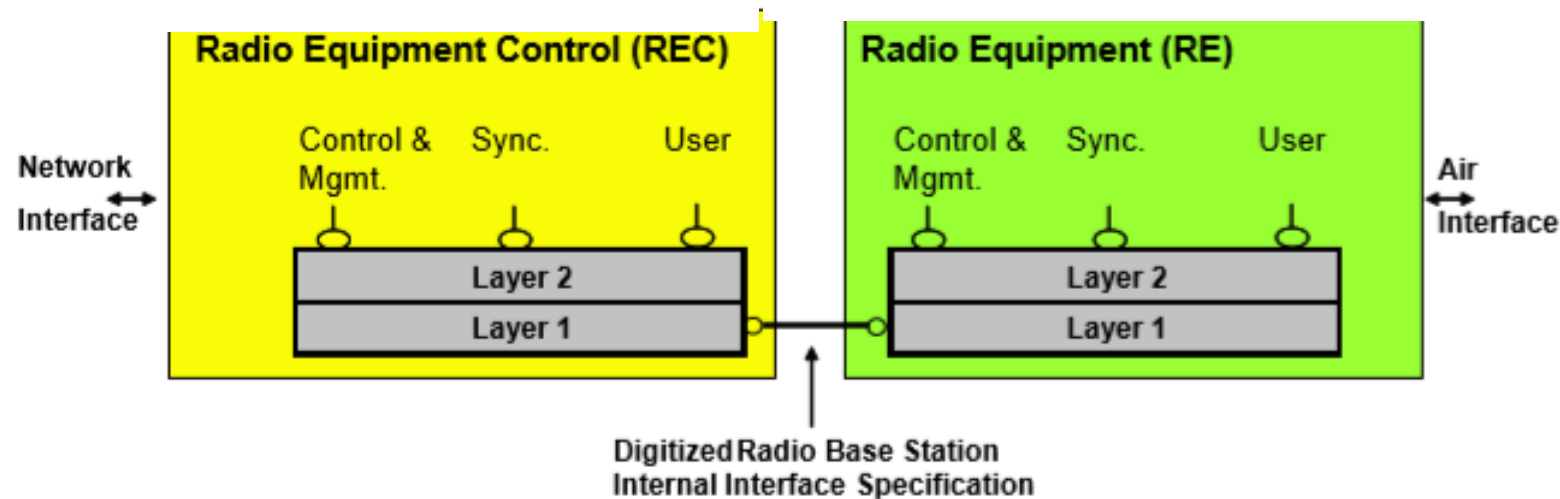 Radio Equipment Control (REC)
Radio Equipment (RE)
Control & Sync. User
Mgmt.
Control & Sync. User
Mgmt.
Network
Interface
Air
Interface
Layer 2
Layer 1
Layer 2
Layer 1
Digitized Radio Base Station
Internal Interface Specification